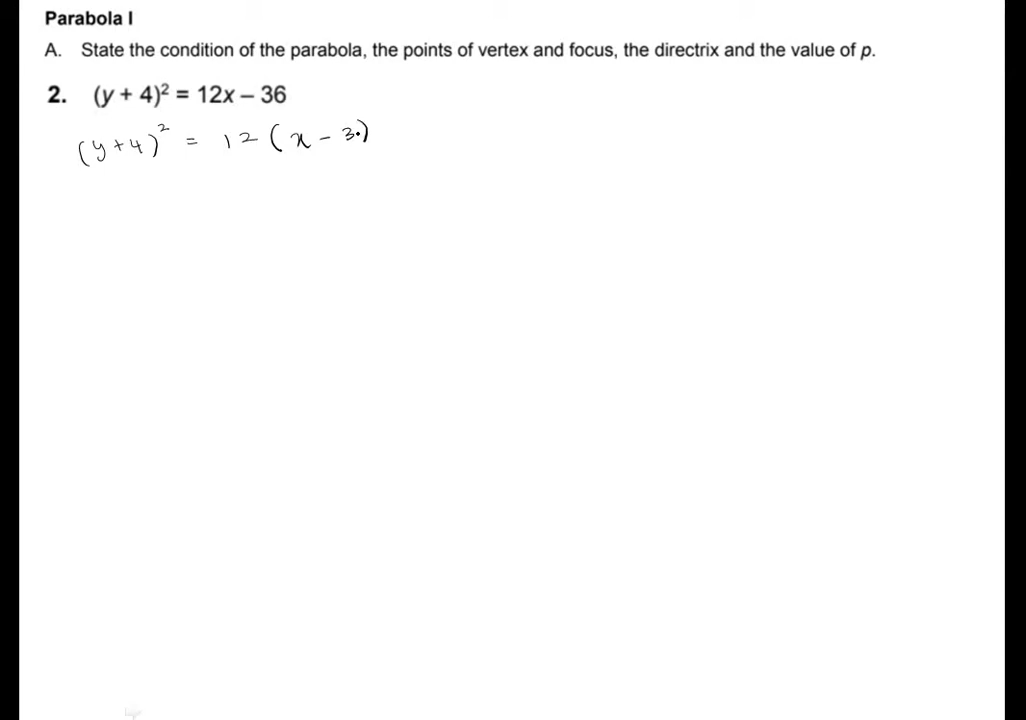 Parabola I
A. State the condition of the parabola, the points of vertex and focus, the directrix and the value of p.
2. (y + 4)² = 12x – 36
(y+4)² = 12(x – 3)